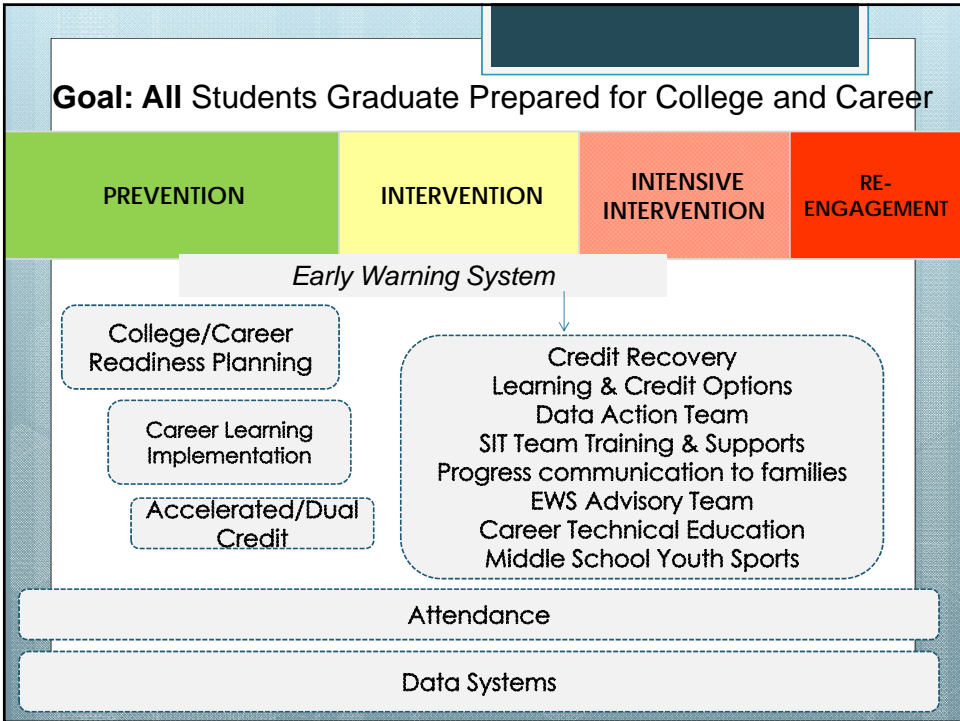 Goal: All Students Graduate Prepared for College and Career
PREVENTION
INTERVENTION
INTENSIVE
INTERVENTION
RE-
ENGAGEMENT
Early Warning System
College/Career
Readiness Planning
Career Learning
Implementation
Accelerated/Dual
Credit
Credit Recovery
Learning & Credit Options
Data Action Team
SIT Team Training & Supports
Progress communication to families
EWS Advisory Team
Career Technical Education
Middle School Youth Sports
Attendance
Data Systems